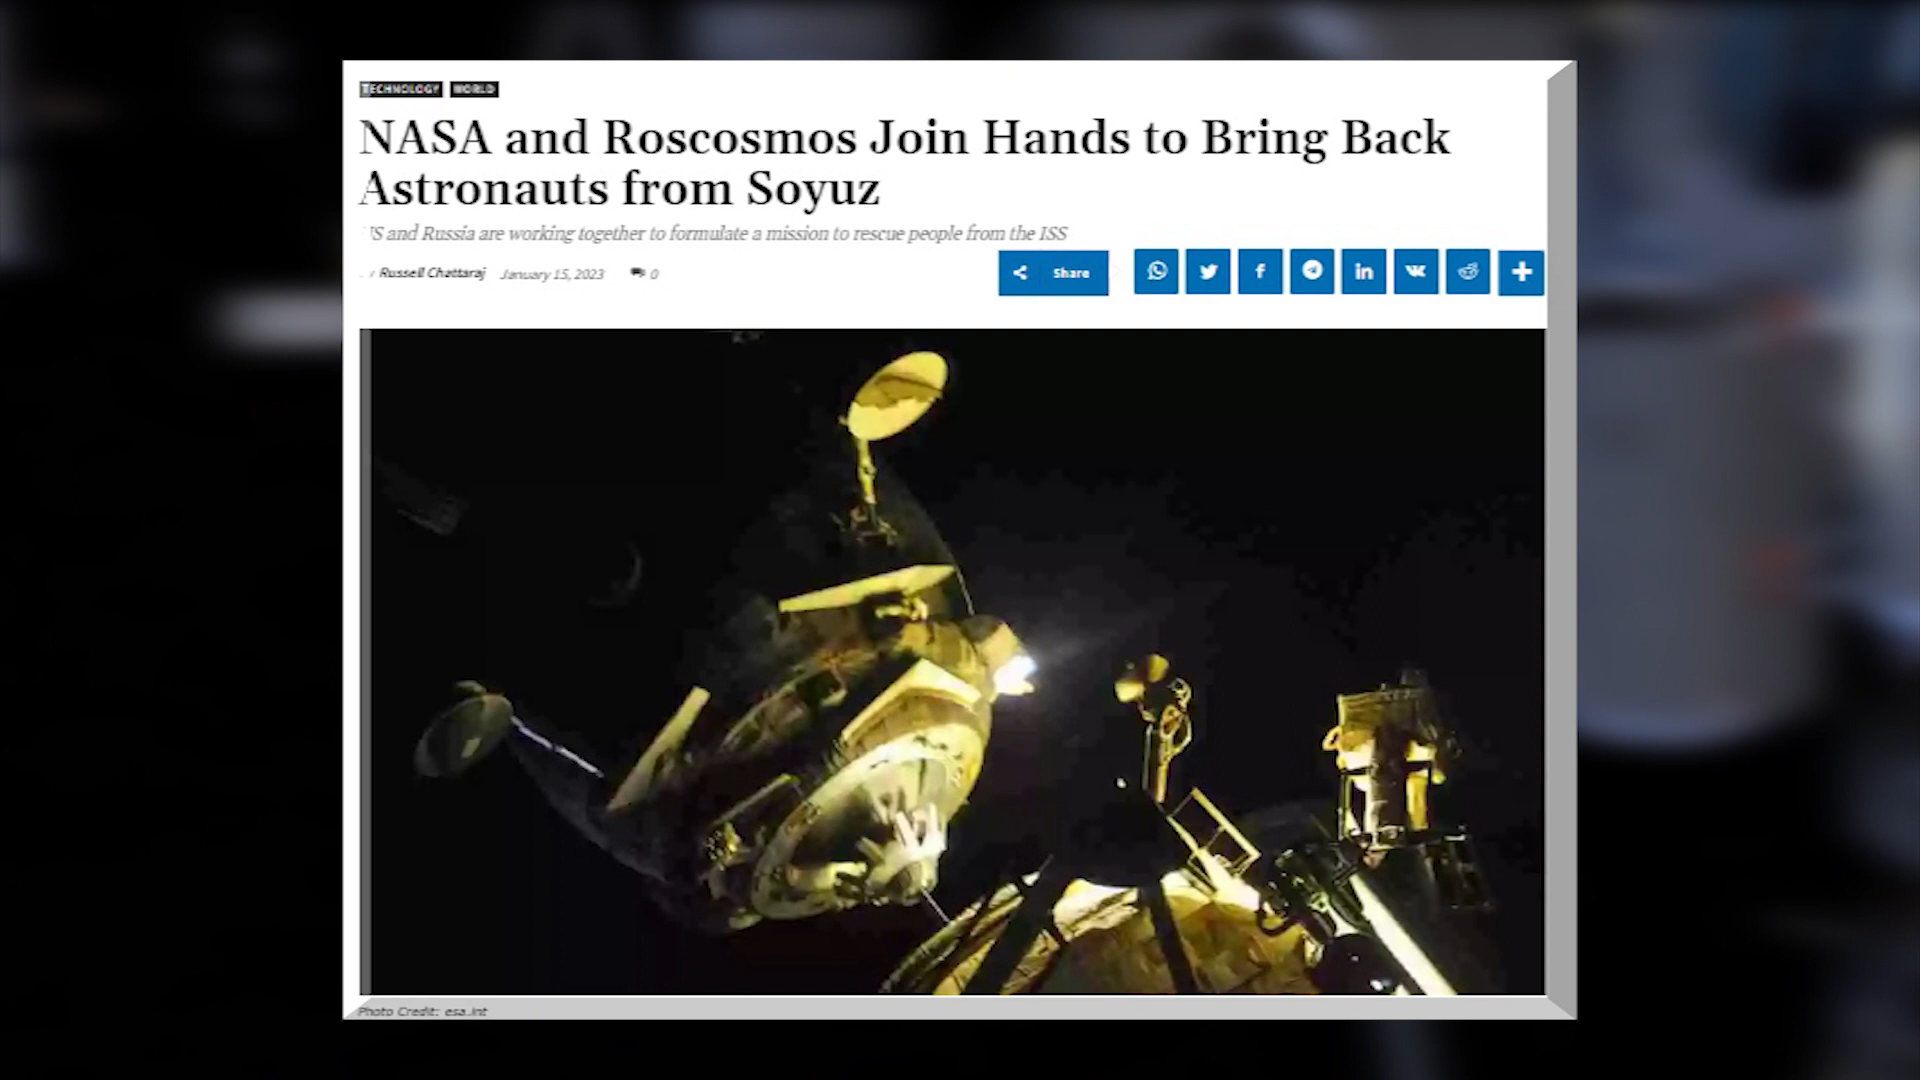 TECHNOLOGY WORLD
NASA and Roscosmos Join Hands to Bring Back
Astronauts from Soyuz
US and Russia are working together to formulate a mission to rescue people from the ISS
Russell Chattaraj January 15, 2023 0
Share
Photo Credit: esa.int